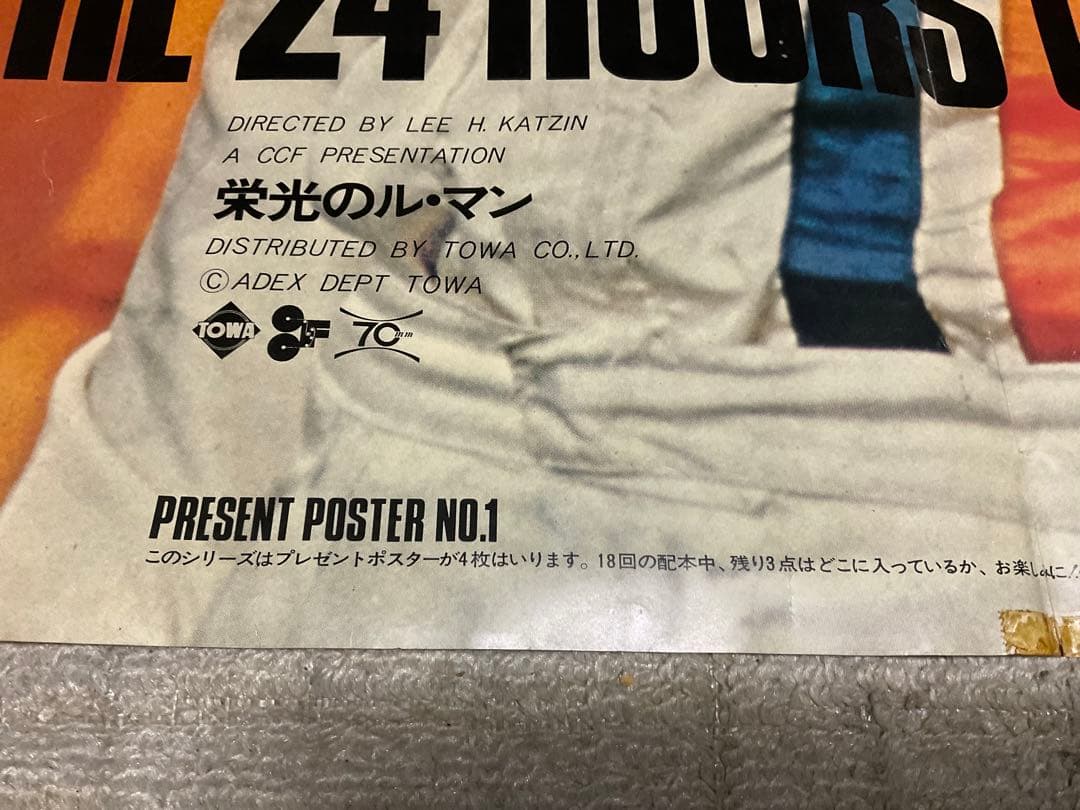 24 HOURS
DIRECTED BY LEE H. KATZIN
A CCF PRESENTATION
栄光のル・マン
DISTRIBUTED BY TOWA CO., LTD.
©ADEX DEPT TOWA
TOWA 70mm
PRESENT POSTER NO.1
このシリーズはプレゼントポスターが4枚はいります。18回の配本中、残り3点はどこに入っているか、お楽しみに!